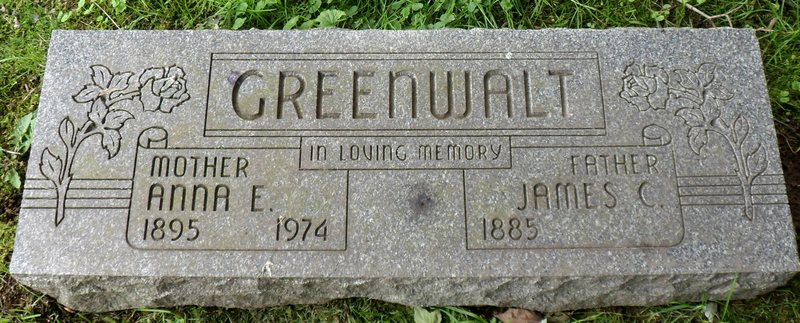 GREENWALT
IN LOVING MEMORY
MOTHER
ANNA E.
1895 1974
FATHER
JAMES C.
1885